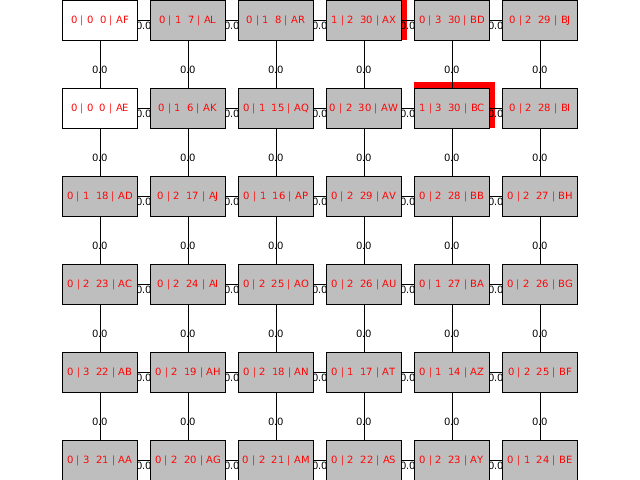 0 | 0 0 | AF 0 | 1 7 | AL 0 | 1 8 | AR 1 | 2 30 | AX 0 | 3 30 | BD 0 | 2 29 | BJ
0.0 0.0 0.0 0.0 0.0
0.0 0.0 0.0 0.0 0.0 0.0
0 | 0 0 | AE 0 | 1 6 | AK 0 | 1 15 | AQ 0 | 2 30 | AW 1 | 3 30 | BC 0 | 2 28 | BI
0.0 0.0 0.0 0.0 0.0
0.0 0.0 0.0 0.0 0.0 0.0
0 | 1 18 | AD 0 | 2 17 | AJ 0 | 1 16 | AP 0 | 2 29 | AV 0 | 2 28 | BB 0 | 2 27 | BH
0.0 0.0 0.0 0.0 0.0
0.0 0.0 0.0 0.0 0.0 0.0
0 | 2 23 | AC 0 | 2 24 | AI 0 | 2 25 | AO 0 | 2 26 | AU 0 | 1 27 | BA 0 | 2 26 | BG
0.0 0.0 0.0 0.0 0.0
0.0 0.0 0.0 0.0 0.0 0.0
0 | 3 22 | AB 0 | 2 19 | AH 0 | 2 18 | AN 0 | 1 17 | AT 0 | 1 14 | AZ 0 | 2 25 | BF
0.0 0.0 0.0 0.0 0.0
0.0 0.0 0.0 0.0 0.0 0.0
0 | 3 21 | AA 0 | 2 20 | AG 0 | 2 21 | AM 0 | 2 22 | AS 0 | 2 23 | AY 0 | 1 24 | BE
0.0 0.0 0.0 0.0 0.0